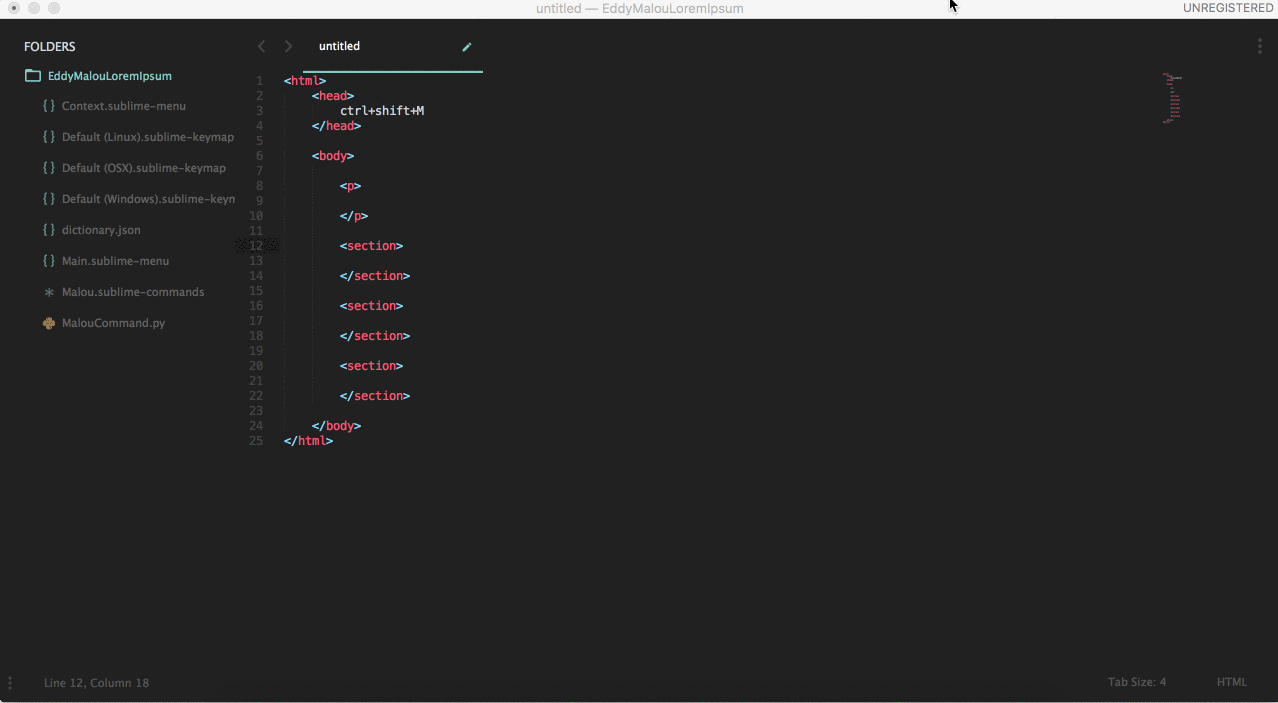 untitled — EddyMalouLoremIpsum
UNREGISTERED
FOLDERS
EddyMalouLoremIpsum
{ } Context.sublime-menu
{ } Default (Linux).sublime-keymap
{ } Default (OSX).sublime-keymap
{ } Default (Windows).sublime-keyn
{ } dictionary.json
{ } Main.sublime-menu
* Malou.sublime-commands
MalouCommand.py
untitled
1 <html>
2 <head>
3 ctrl+shift+M
4 </head>
5
6 <body>
7
8 <p>
9
10 </p>
11
12 <section>
13
14 </section>
15
16 <section>
17
18 </section>
19
20 <section>
21
22 </section>
23
24 </body>
25 </html>
Line 12, Column 18
Tab Size: 4
HTML